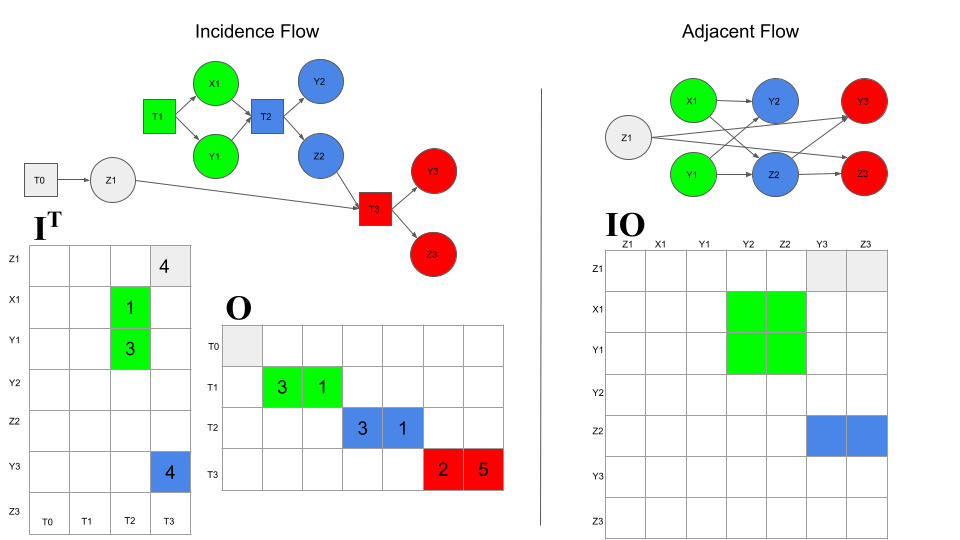 Incidence Flow
Adjacent Flow
X1
Y2
T1
T2
Y1
Z2
T0
Z1
Y3
T3
Z3
X1
Y2
Y3
Z1
Y1
Z2
Z3
I^T
Z1
4
X1
1
Y1
3
Y2
Z2
Y3
4
Z3
T0 T1 T2 T3
O
T0
T1
3 1
T2
3 1
T3
2 5
IO
Z1 X1 Y1 Y2 Z2 Y3 Z3
Z1
X1
Y1
Y2
Z2
Y3
Z3